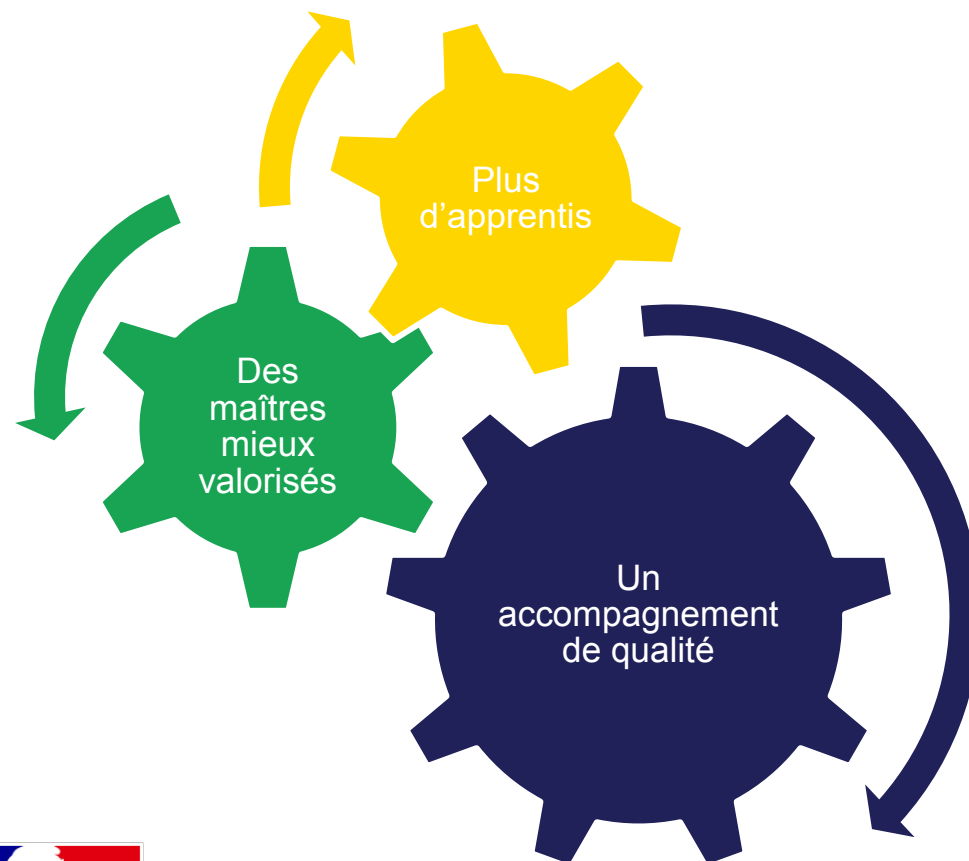 Plus
d'apprentis
Des
maîtres
mieux
valorisés
Un
accompagnement
de qualité